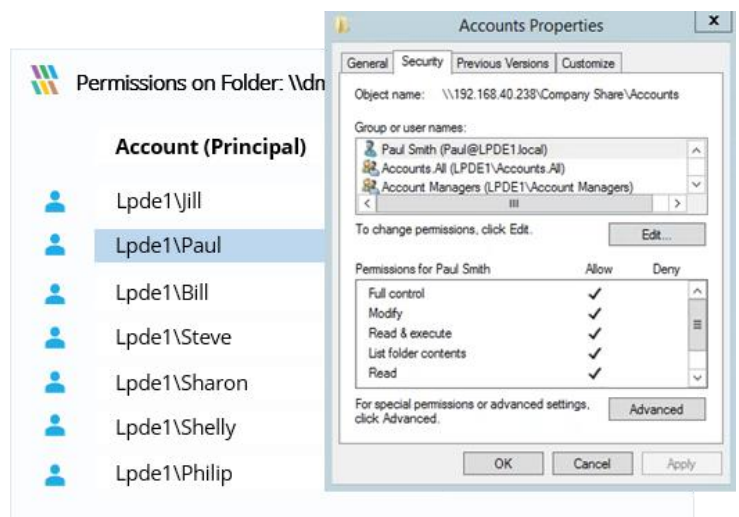 Permissions on Folder: \\dn
Account (Principal)
Lpde1\Jill
Lpde1\Paul
Lpde1\Bill
Lpde1\Steve
Lpde1\Sharon
Lpde1\Shelly
Lpde1\Philip
Accounts Properties
x
General Security Previous Versions Customize
Object name: \\192.168.40.238\Company Share\Accounts
Group or user names:
Paul Smith (Paul@LPDE1.local)
Accounts.All (LPDE1\Accounts.All)
Account Managers (LPDE1\Account Managers)
To change permissions, click Edit.
Edit...
Permissions for Paul Smith Allow Deny
Full control
Modify
Read & execute
List folder contents
Read
For special permissions or advanced settings,
click Advanced.
Advanced
OK Cancel Apply